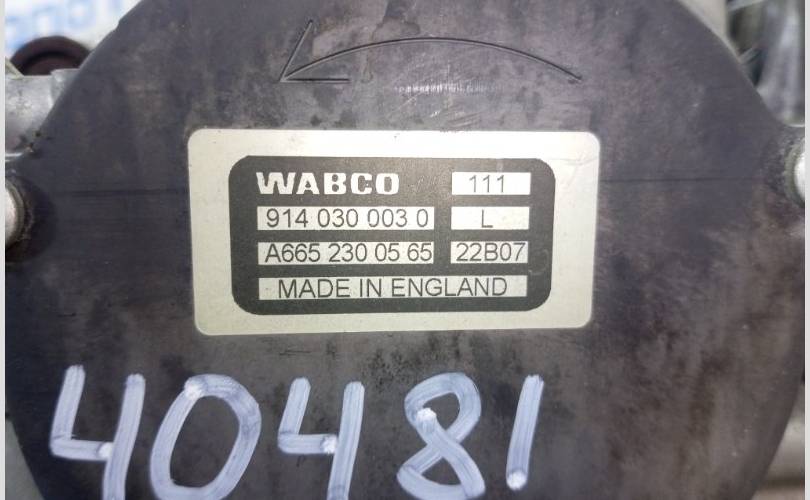 WABCO 111
914 030 003 0 L
A665 230 05 65 22B07
MADE IN ENGLAND
40481